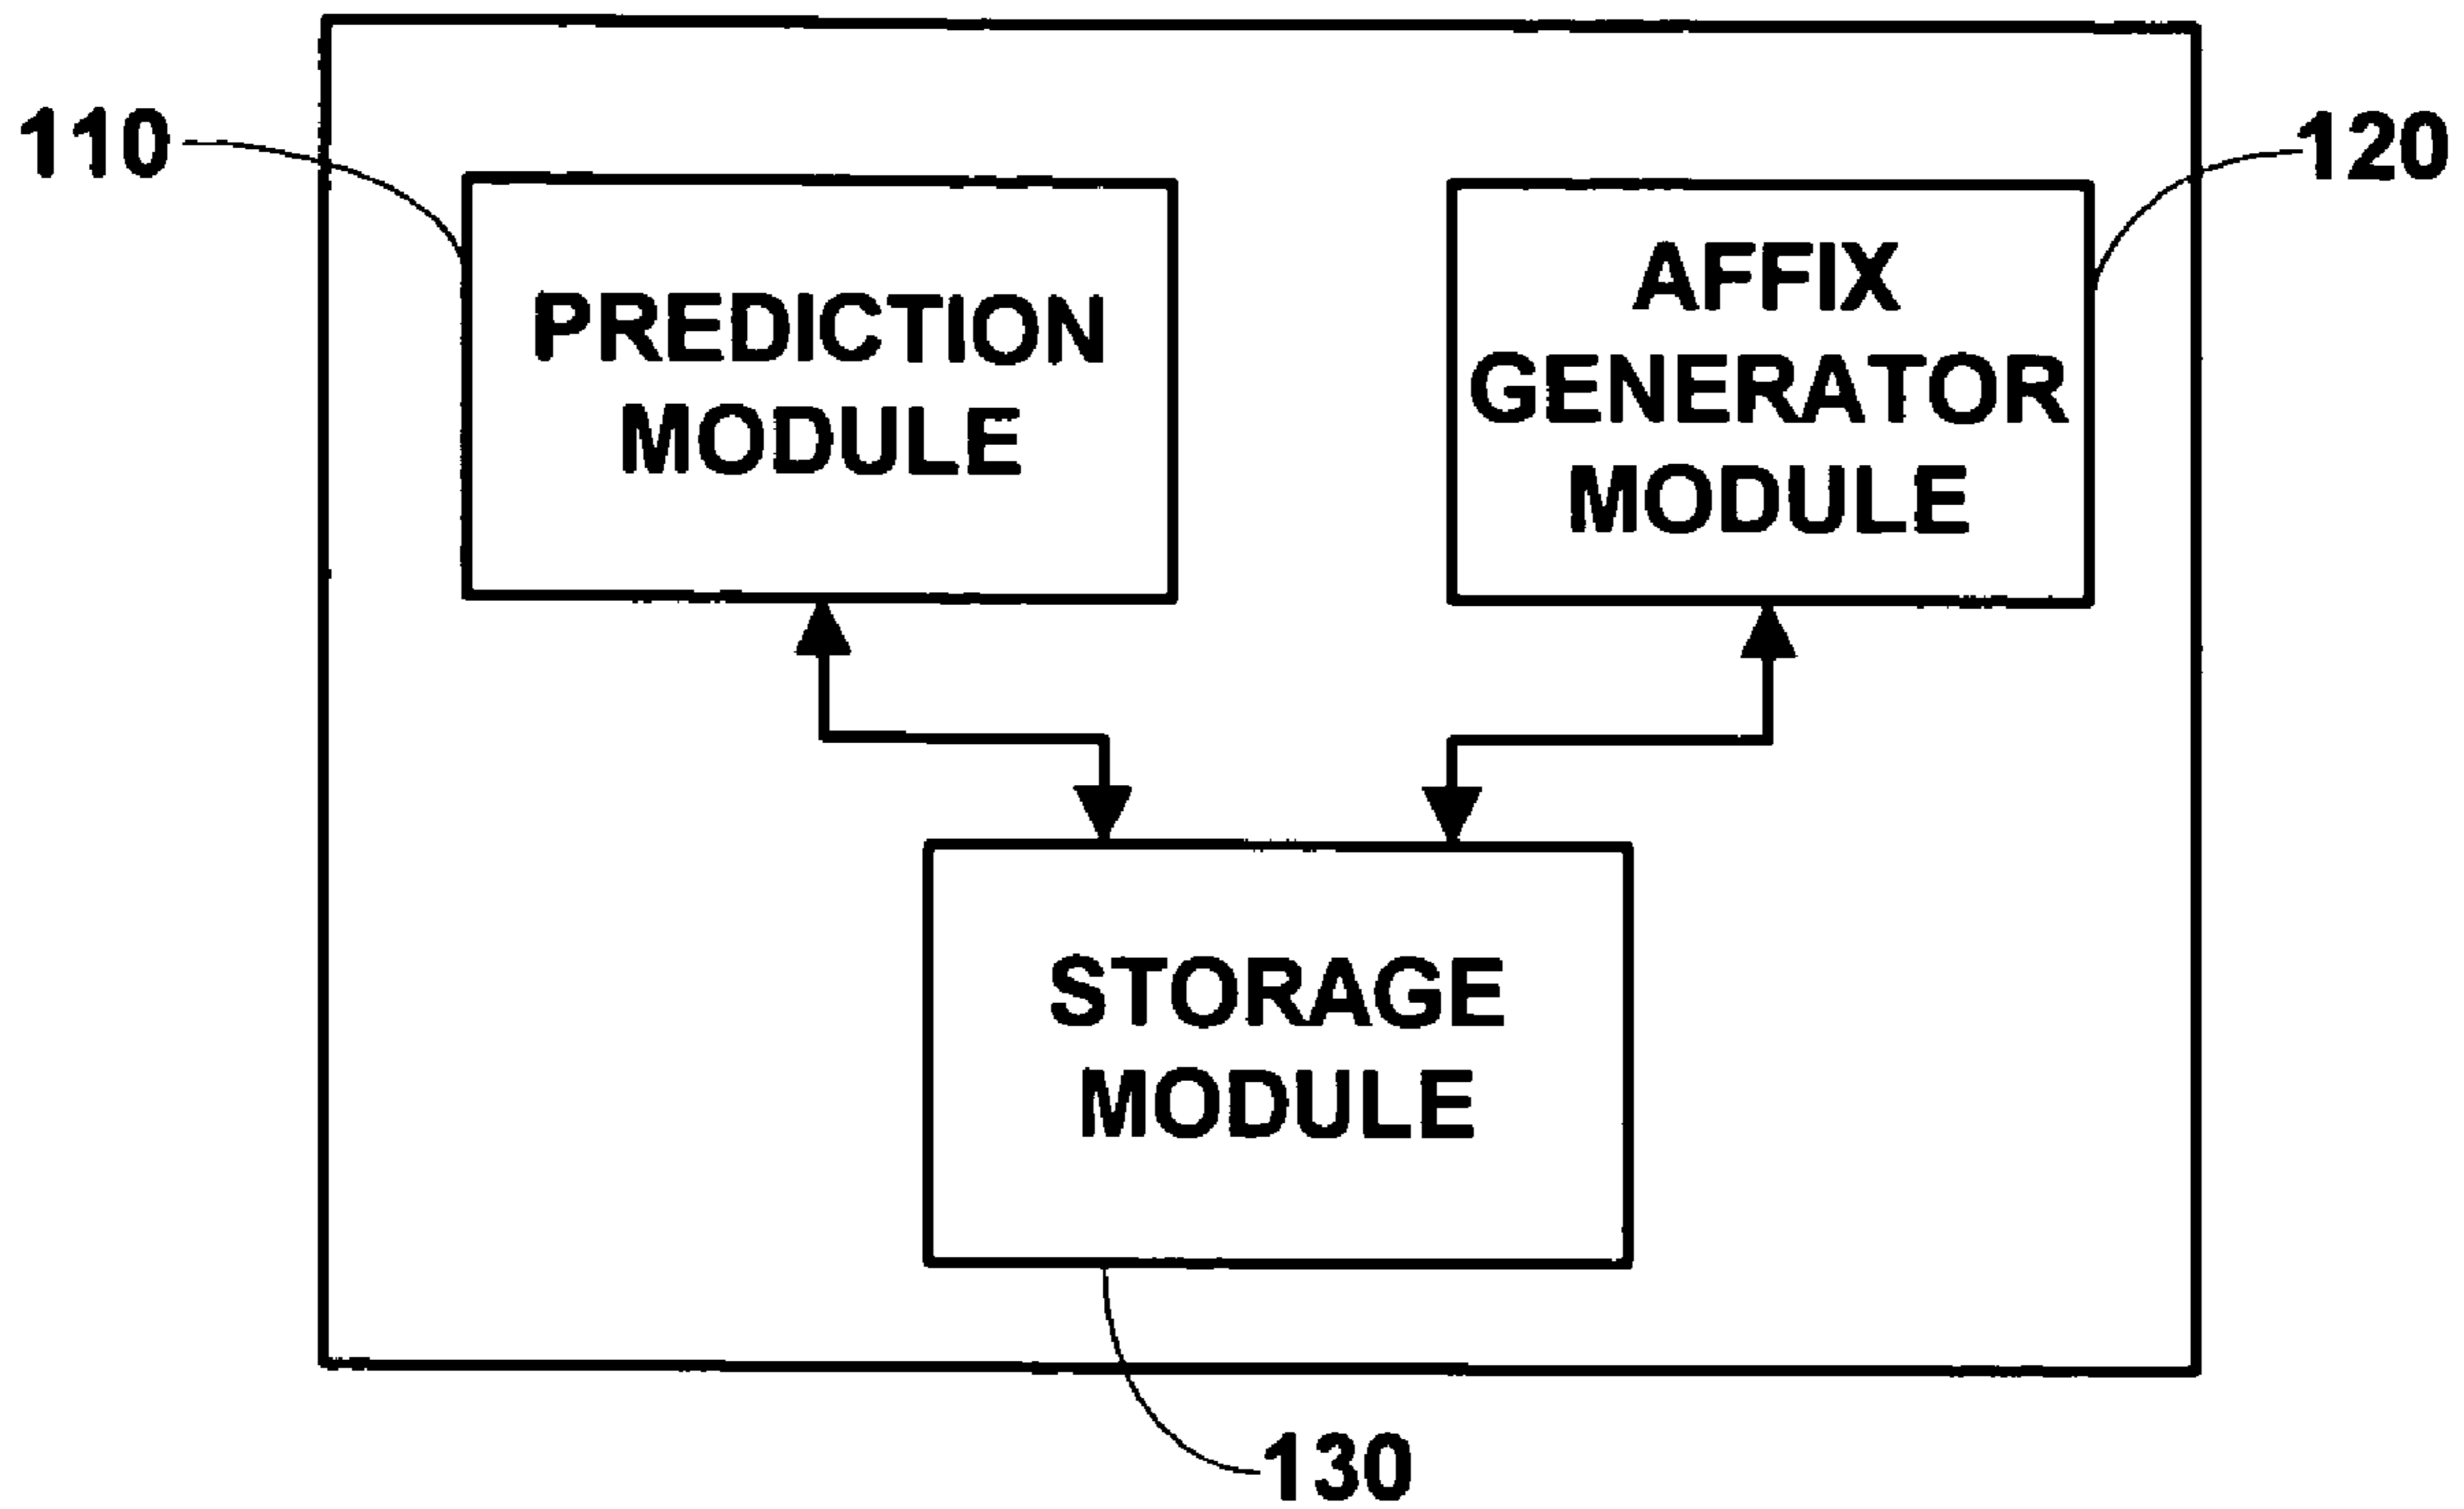 110
120
PREDICTION
MODULE
AFFIX
GENERATOR
MODULE
STORAGE
MODULE
130